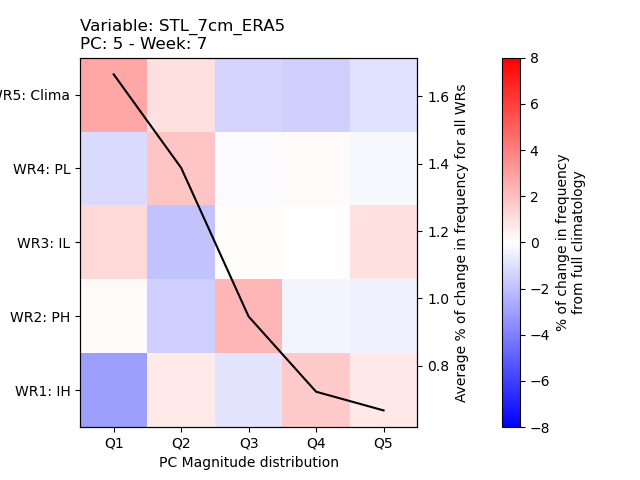 Variable: STL_7cm_ERA5
PC: 5 - Week: 7
WR5: Clima
WR4: PL
WR3: IL
WR2: PH
WR1: IH
Q1 Q2 Q3 Q4 Q5
PC Magnitude distribution
1.6
1.4
1.2
1.0
0.8
Average % of change in frequency for all WRs
8
6
4
2
0
−2
−4
−6
−8
% of change in frequency
from full climatology